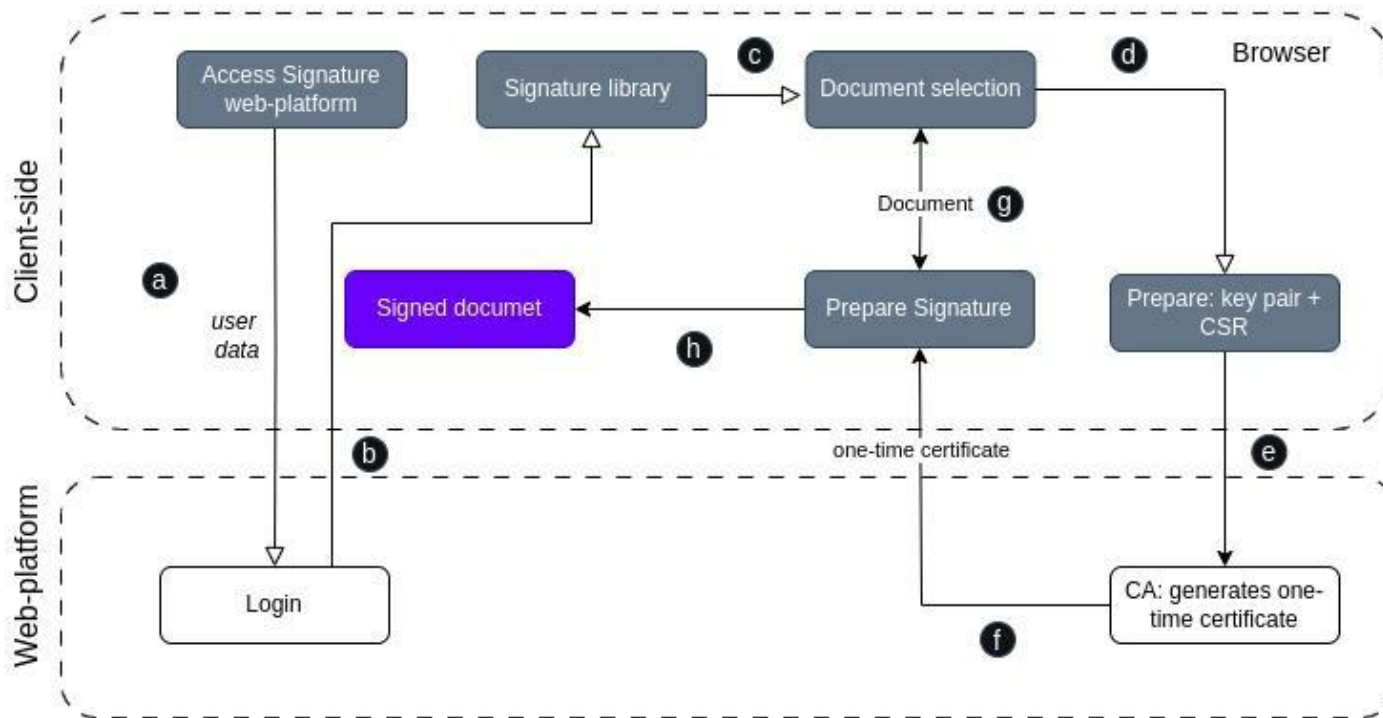 Client-side
Browser
Access Signature
web-platform
Signature library
c
Document selection
d
a
user
data
Signed documet
h
Document
g
Prepare Signature
Prepare: key pair +
CSR
b
one-time certificate
e
Web-platform
Login
f
CA: generates one-
time certificate